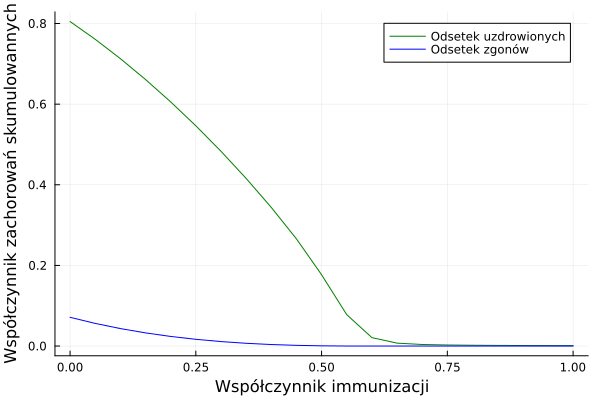 Współczynnik zachorowań skumulowannych
0.8
0.6
0.4
0.2
0.0
Odsetek uzdrowionych
Odsetek zgonów
0.00
0.25
0.50
0.75
1.00
Współczynnik immunizacji